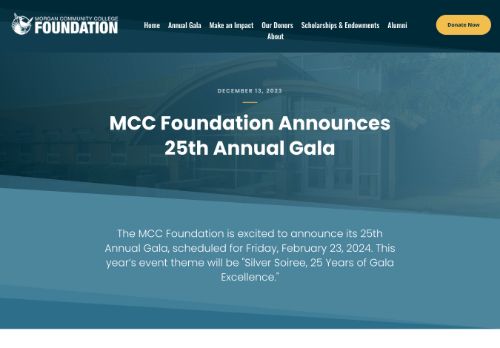 MORGAN COMMUNITY COLLEGE
FOUNDATION
Home Annual Gala Make an Impact Our Donors Scholarships & Endowments Alumni
About
Donate Now
DECEMBER 13, 2023
MCC Foundation Announces
25th Annual Gala
The MCC Foundation is excited to announce its 25th
Annual Gala, scheduled for Friday, February 23, 2024. This
year's event theme will be "Silver Soiree, 25 Years of Gala
Excellence."